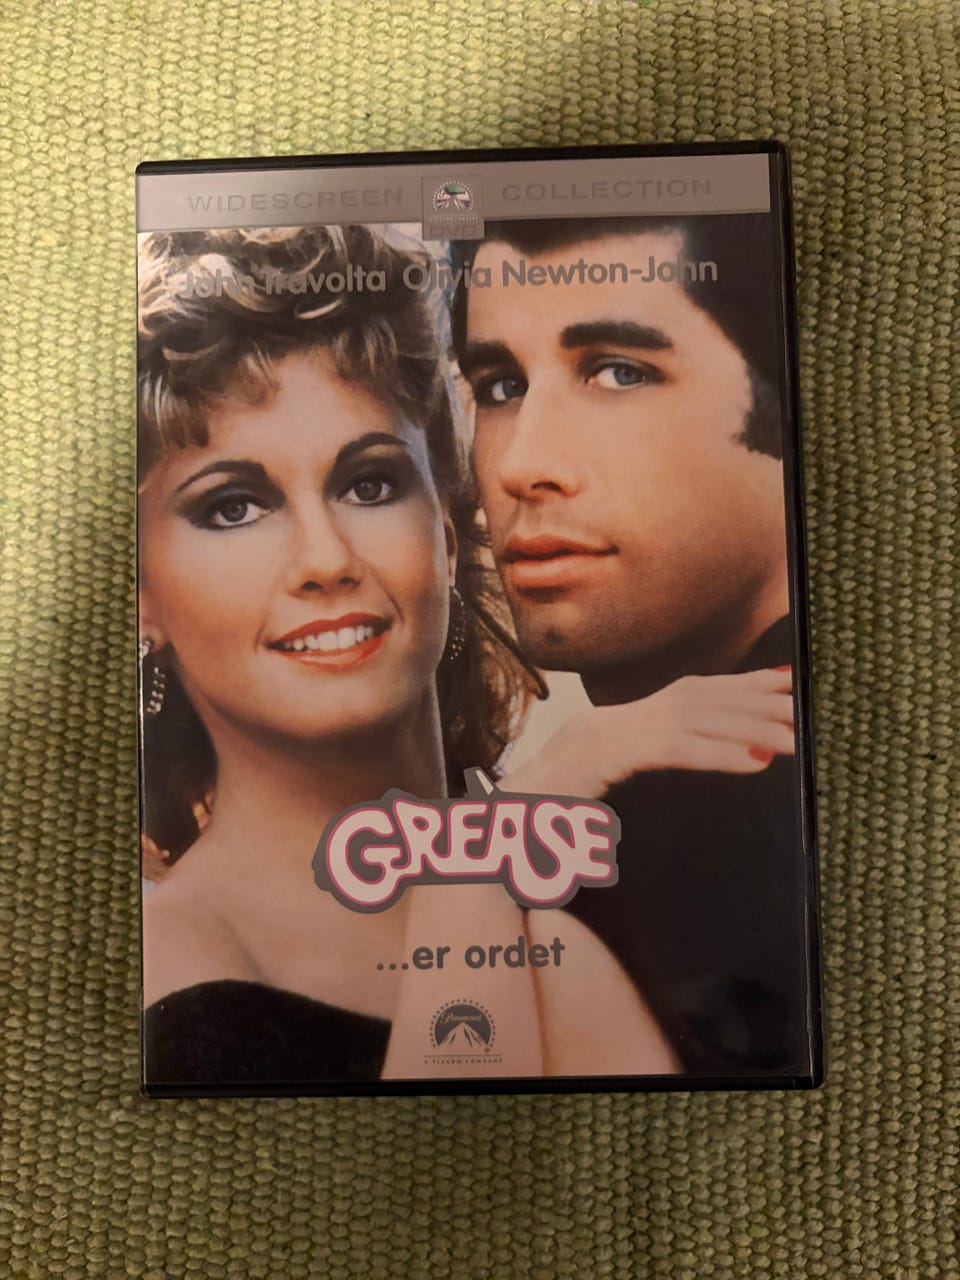 WIDESCREEN COLLECTION
DVD
John Travolta Olivia Newton-John
GREASE
...er ordet
Paramount
A VIACOM COMPANY